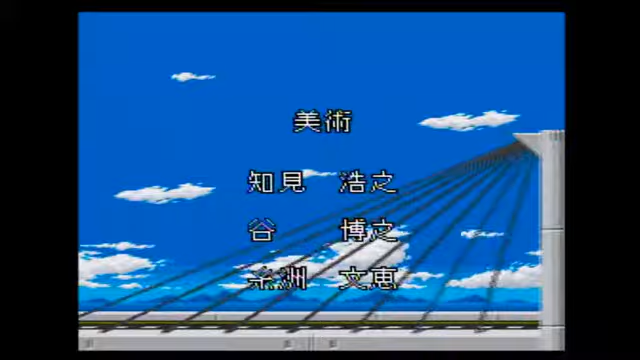 美術
知見 浩之
谷 博之
糸洲 文恵